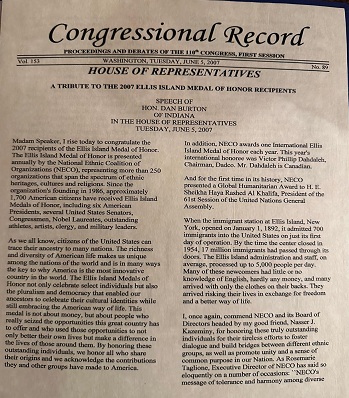 Congressional Record
PROCEEDINGS AND DEBATES OF THE 110th CONGRESS, FIRST SESSION
Vol. 153
WASHINGTON, TUESDAY, JUNE 5, 2007
No. 89
HOUSE OF REPRESENTATIVES
A TRIBUTE TO THE 2007 ELLIS ISLAND MEDAL OF HONOR RECIPIENTS
SPEECH OF
HON. DAN BURTON
OF INDIANA
IN THE HOUSE OF REPRESENTATIVES
TUESDAY, JUNE 5, 2007
Madam Speaker, I rise today to congratulate the
2007 recipients of the Ellis Island Medal of Honor.
The Ellis Island Medal of Honor is presented
annually by the National Ethnic Coalition of
Organizations (NECO), representing more than 250
organizations that span the spectrum of ethnic
heritages, cultures and religions. Since the
organization's founding in 1986, approximately
1,700 American citizens have received Ellis Island
Medals of Honor, including six American
Presidents, several United States Senators,
Congressmen, Nobel Laureates, outstanding
athletes, artists, clergy, and military leaders.
As we all know, citizens of the United States can
trace their ancestry to many nations. The richness
and diversity of American life makes us unique
among the nations of the world and is in many ways
the key to why America is the most innovative
country in the world. The Ellis Island Medals of
Honor not only celebrate select individuals but also
the pluralism and democracy that enabled our
ancestors to celebrate their cultural identities while
still embracing the American way of life. This
medal is not about money, but about people who
really seized the opportunities this great country has
to offer and who used those opportunities to not
only better their own lives but make a difference in
the lives of those around them. By honoring these
outstanding individuals, we honor all who share
their origins and we acknowledge the contributions
they and other groups have made to America.
In addition, NECO awards one International Ellis
Island Medal of Honor each year. This year's
international honoree was Victor Phillip Dahdaleh,
Chairman, Dadco. Mr. Dahdaleh is Canadian.
And for the first time in its history, NECO
presented a Global Humanitarian Award to H. E.
Sheikha Haya Rashed Al Khalifa, President of the
61st Session of the United Nations General
Assembly.
When the immigrant station at Ellis Island, New
York, opened on January 1, 1892, it admitted 700
immigrants into the United States on just its first
day of operation. By the time the center closed in
1954, 17 million immigrants had passed through its
doors. The Ellis Island administration and staff, on
average, processed up to 5,000 people per day.
Many of these newcomers had little or no
knowledge of English, hardly any money, and many
arrived with only the clothes on their backs. They
arrived risking their lives in exchange for freedom
and a better way of life.
I, once again, commend NECO and its Board of
Directors headed by my good friend, Nasser J.
Kazeminy, for honoring these truly outstanding
individuals for their tireless efforts to foster
dialogue and build bridges between different ethnic
groups, as well as promote unity and a sense of
common purpose in our Nation. As Rosemarie
Taglione, Executive Director of NECO has said so
eloquently on a number of occasions: "NECO's
message of tolerance and harmony among diverse